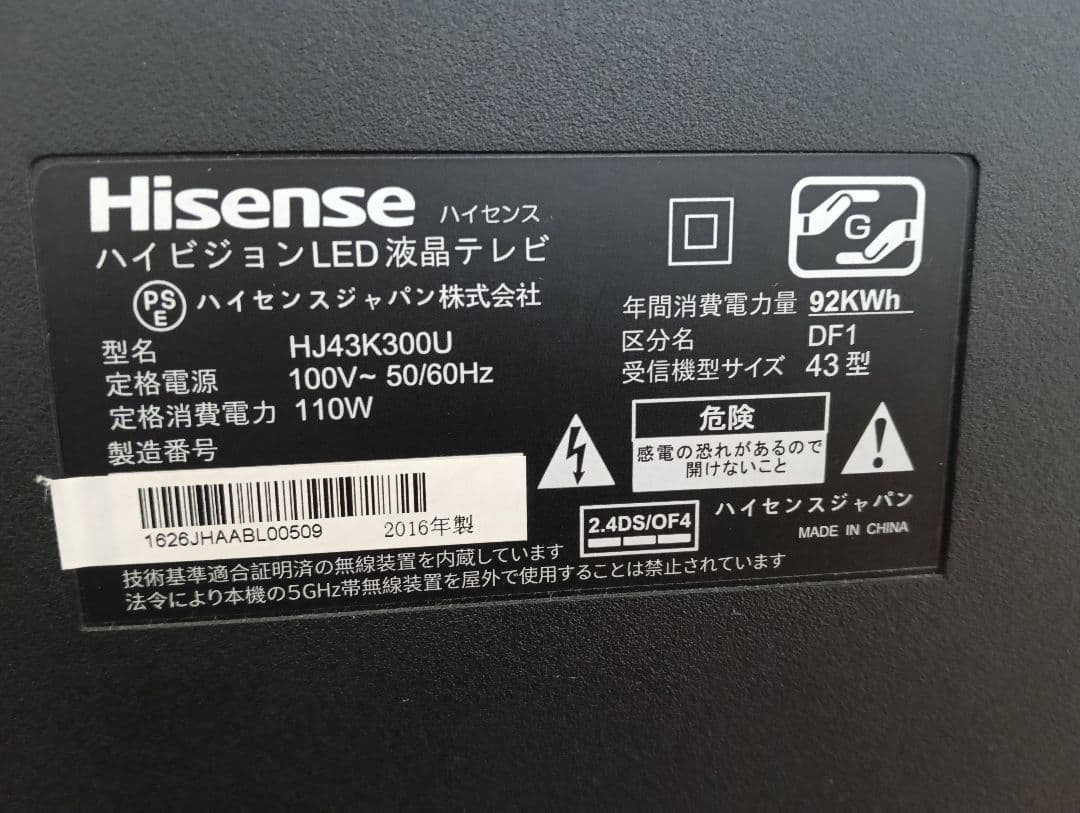 Hisense ハイセンス
ハイビジョンLED液晶テレビ
PSE ハイセンスジャパン株式会社
型名 HJ43K300U
定格電源 100V~ 50/60Hz
定格消費電力 110W
製造番号
1626JHAABL00509 2016年製
G
年間消費電力量 92KWh
区分名 DF1
受信機型サイズ 43型
危険
感電の恐れがあるので
開けないこと
2.4DS/OF4
ハイセンスジャパン
MADE IN CHINA
技術基準適合証明済の無線装置を内蔵しています
法令により本機の5GHz帯無線装置を屋外で使用することは禁止されています